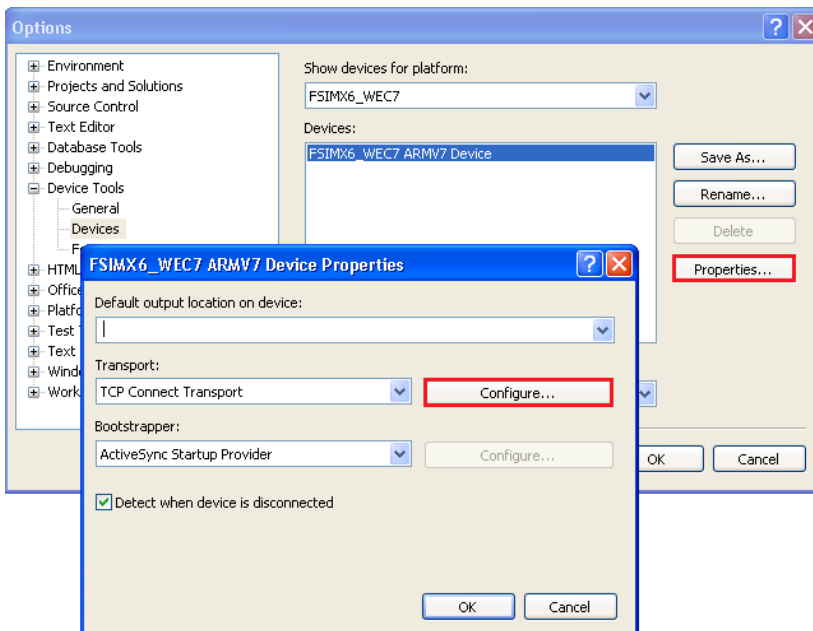 Options
Environment
Projects and Solutions
Source Control
Text Editor
Database Tools
Debugging
Device Tools
General
Devices
HTML
Office
Test
Text
Show devices for platform:
FSIMX6_WEC7
Devices:
FSIMX6_WEC7 ARMV7 Device
Save As...
Rename...
Delete
Properties...
OK
Cancel
FSIMX6_WEC7 ARMV7 Device Properties
Default output location on device:
Transport:
TCP Connect Transport
Configure...
Bootstrapper:
ActiveSync Startup Provider
Configure...
Detect when device is disconnected
OK
Cancel